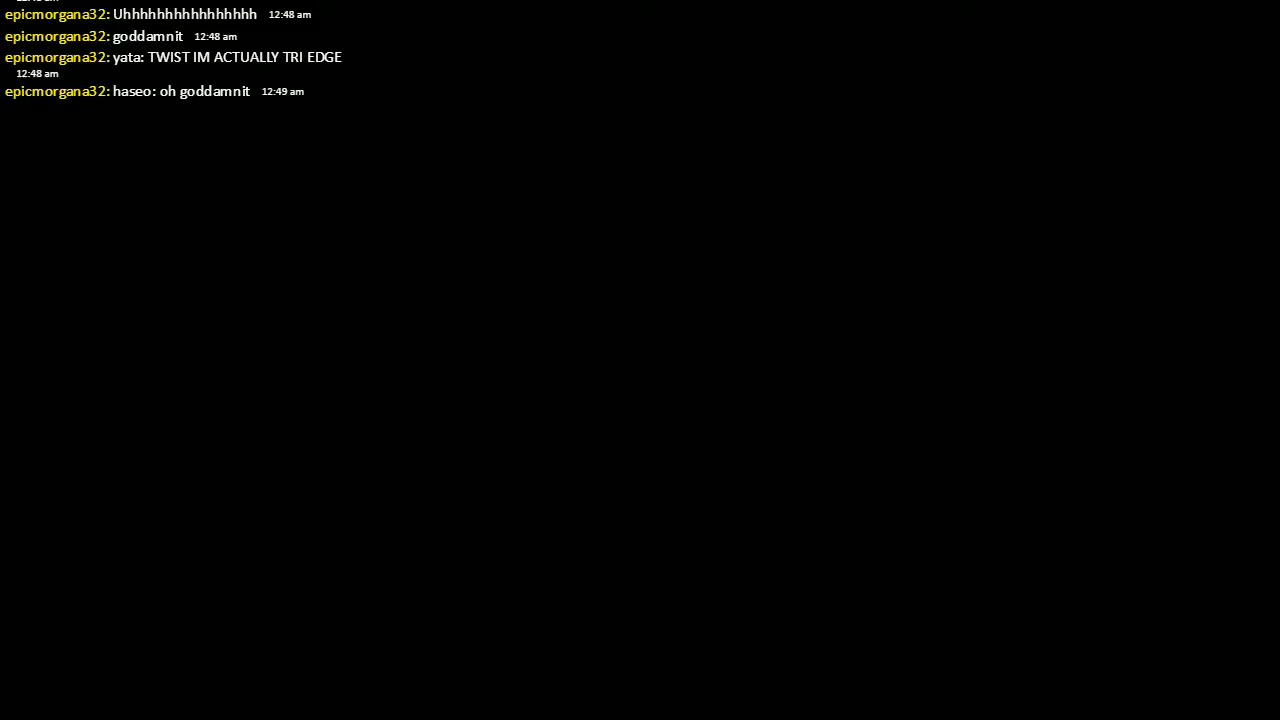 epicmorgana32: Uhhhhhhhhhhhhhhhhh 12:48 am
epicmorgana32: goddamnit 12:48 am
epicmorgana32: yata: TWIST IM ACTUALLY TRI EDGE
12:48 am
epicmorgana32: haseo: oh goddamnit 12:49 am